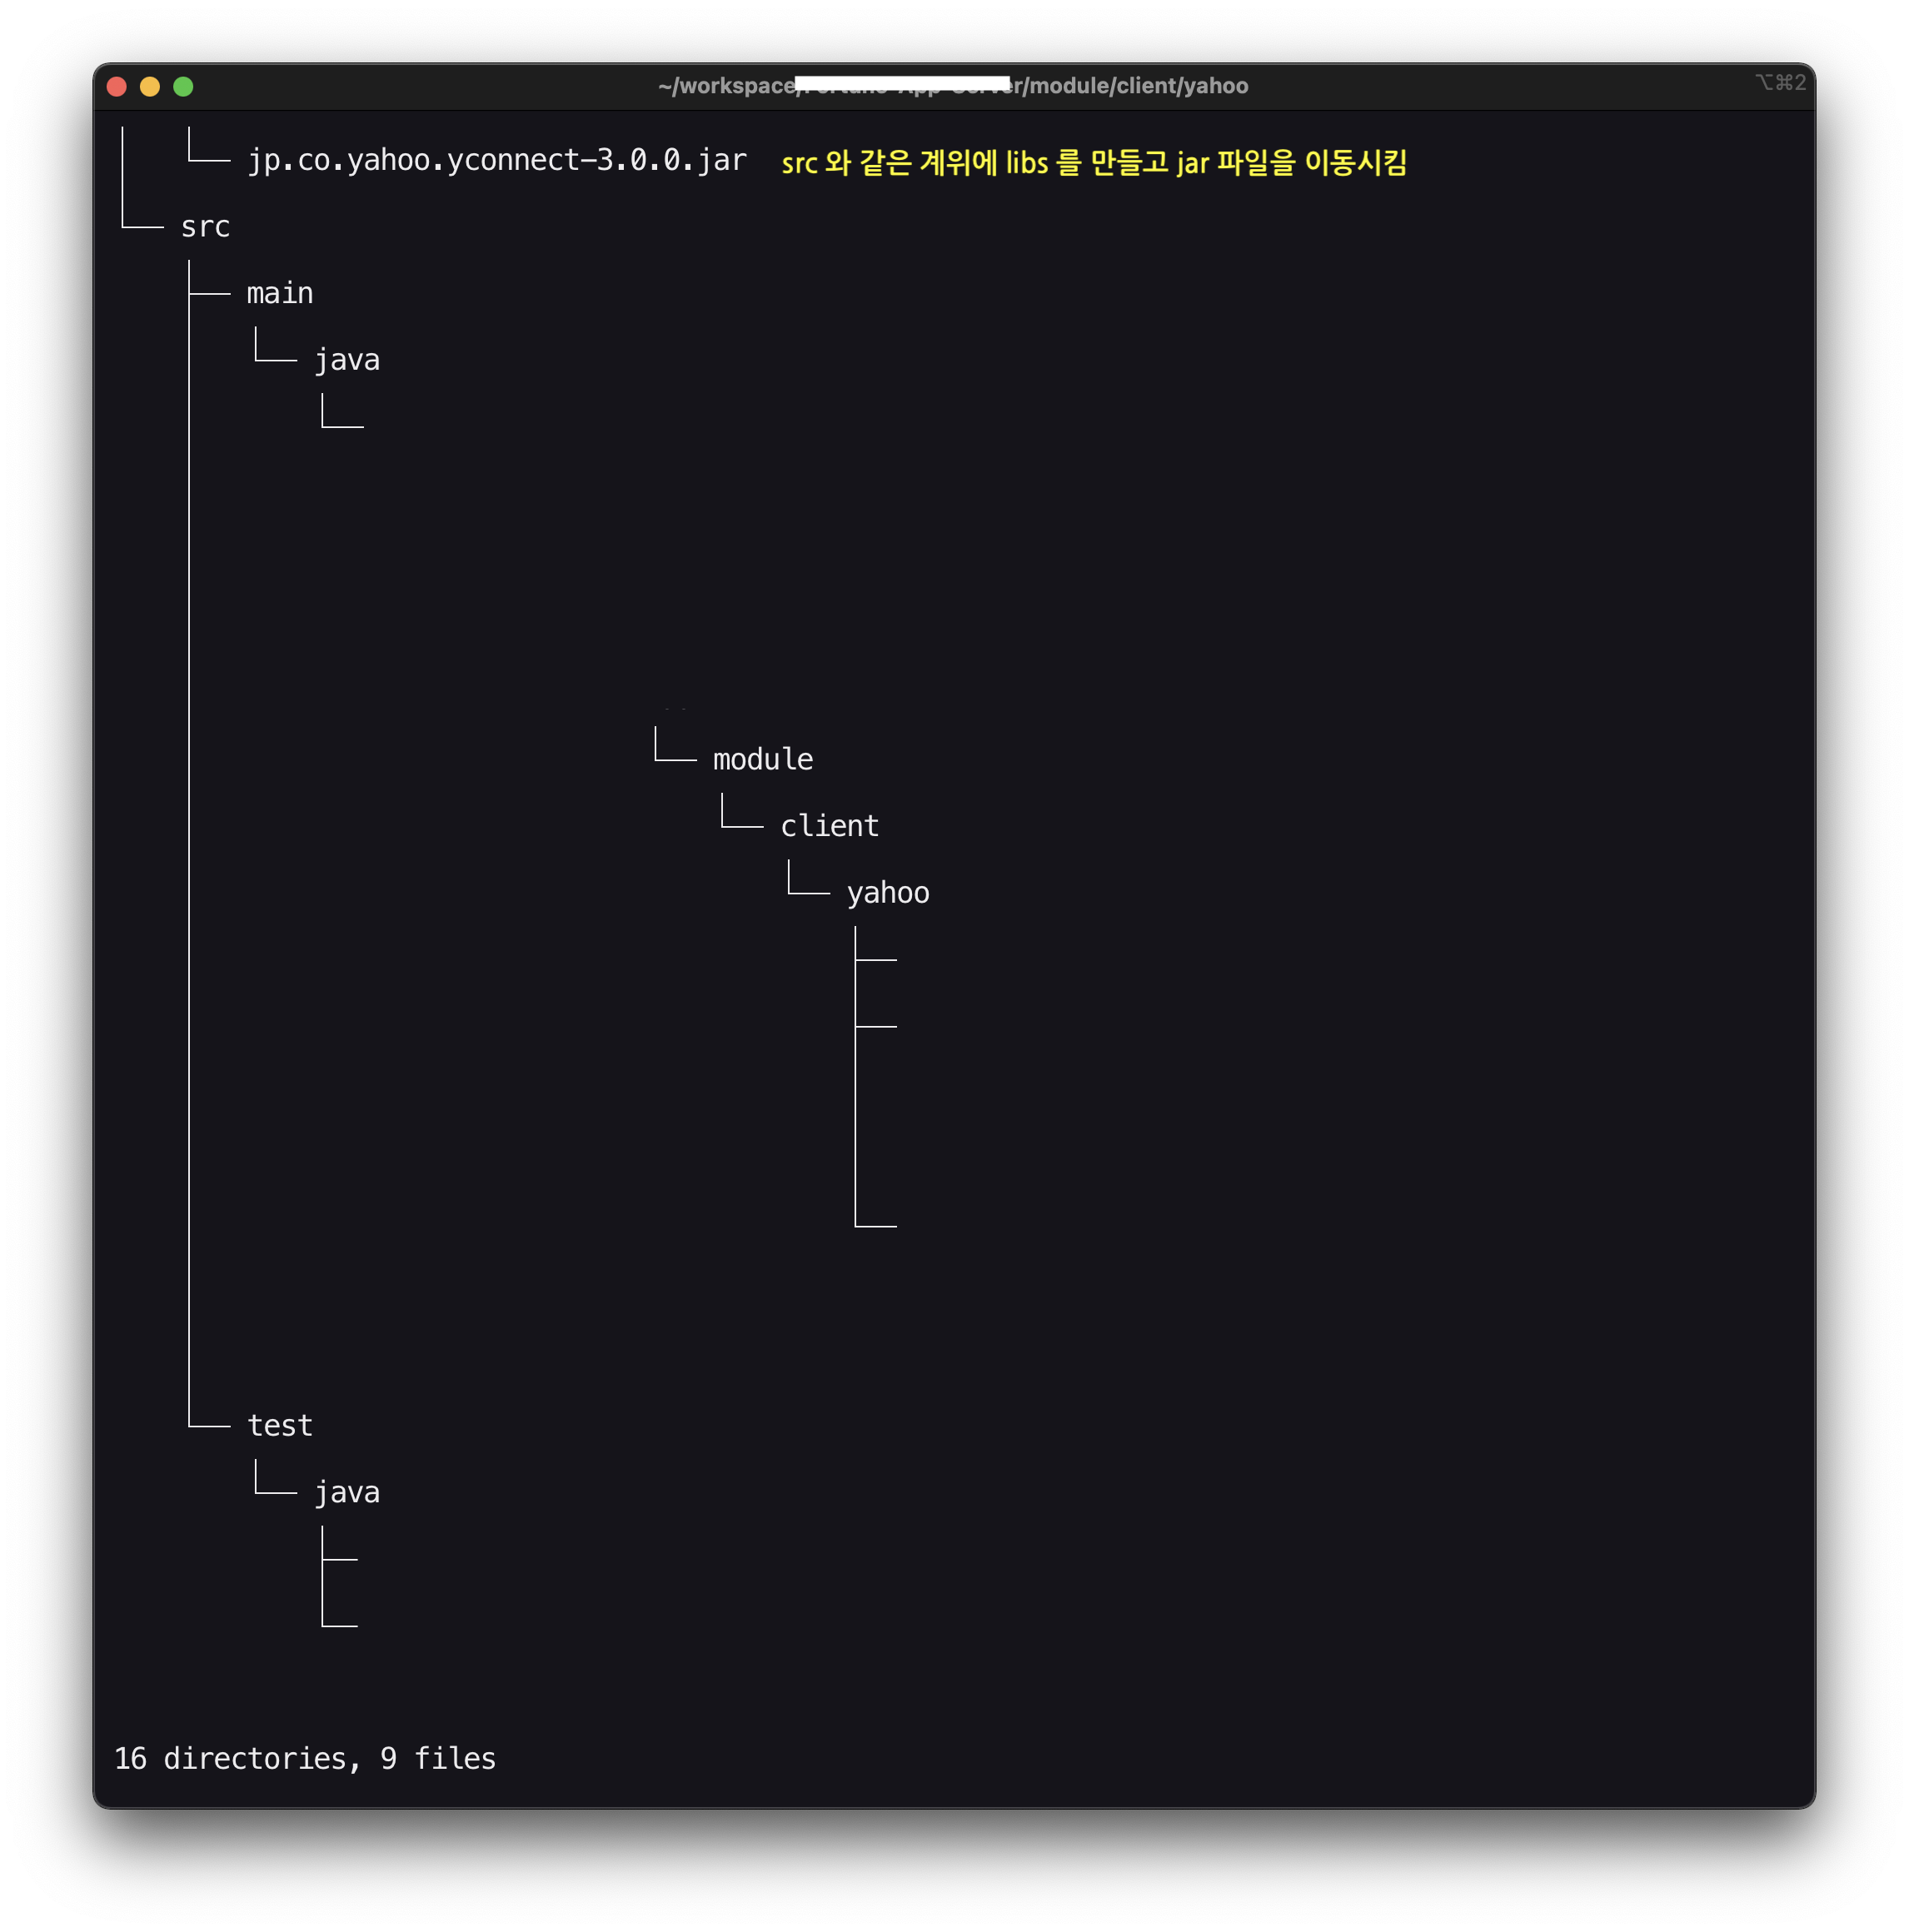 ~/workspace/ r/module/client/yahoo ⌥⌘2
jp.co.yahoo.yconnect-3.0.0.jar src 와 같은 계위에 libs 를 만들고 jar 파일을 이동시킴
src
main
java
module
client
yahoo
test
java
16 directories, 9 files